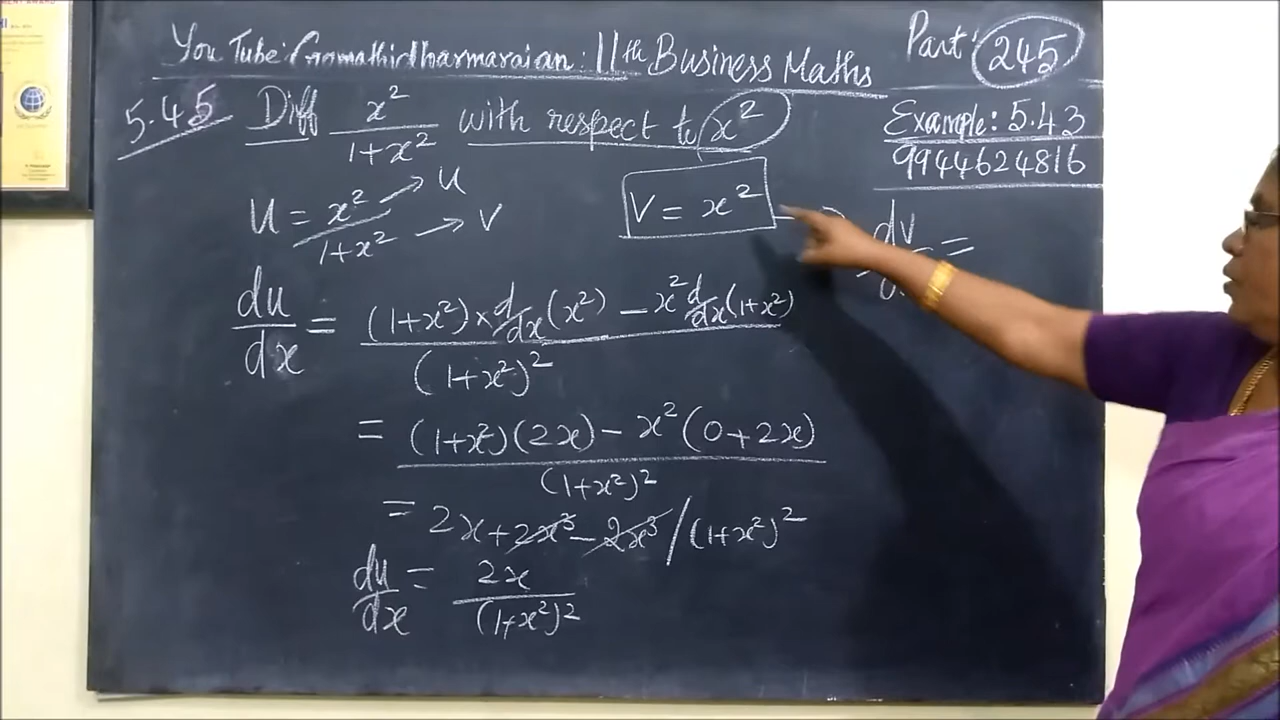 You Tube: Gomathidharmarajan: 11th Business Maths
Part: 245
5.45 Diff x²/1+x² with respect to x²
Example: 5.43
9944624816
u = x²/1+x² → u → v
V = x²
dv =
du/dx = (1+x²) × d/dx (x²) − x² d/dx (1+x²) / (1+x²)²
= (1+x²)(2x) − x² (0+2x) / (1+x²)²
= 2x + 2x³ − 2x³ / (1+x²)²
du/dx = 2x / (1+x²)²